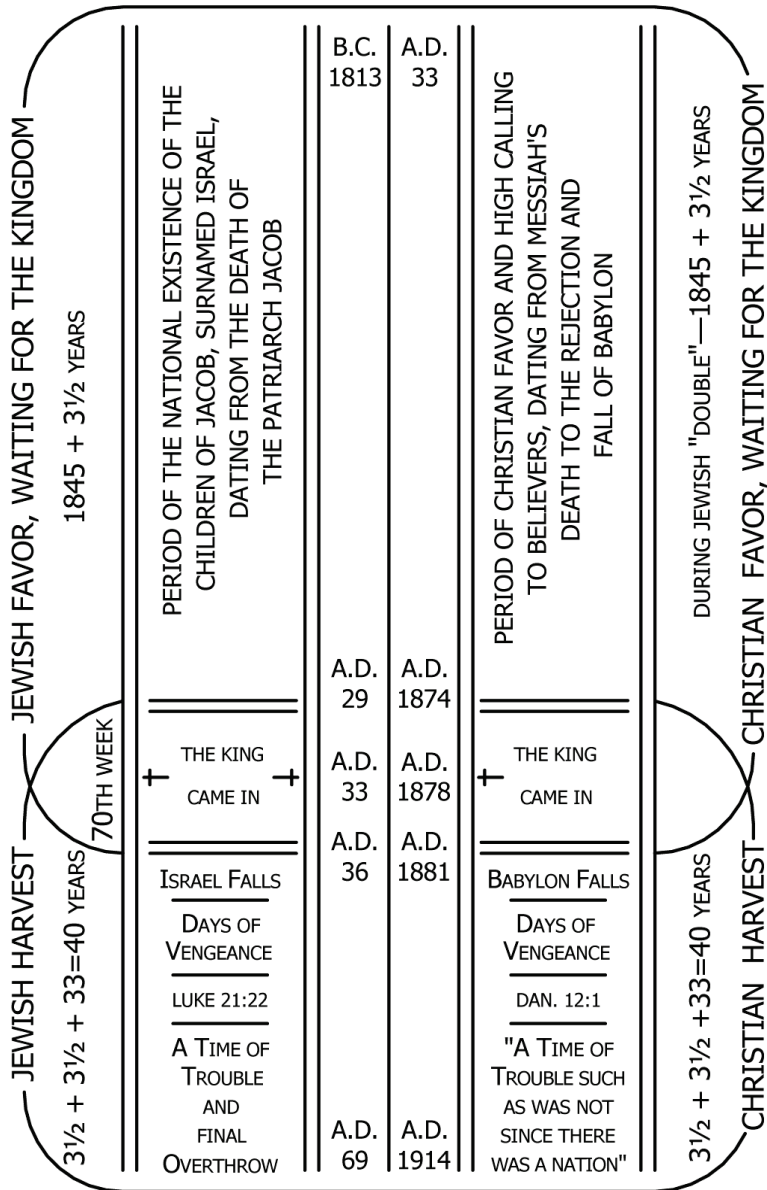 JEWISH FAVOR, WAITING FOR THE KINGDOM
1845 + 3½ YEARS
PERIOD OF THE NATIONAL EXISTENCE OF THE
CHILDREN OF JACOB, SURNAMED ISRAEL,
DATING FROM THE DEATH OF
THE PATRIARCH JACOB
B.C.
1813
A.D.
33
PERIOD OF CHRISTIAN FAVOR AND HIGH CALLING
TO BELIEVERS, DATING FROM MESSIAH'S
DEATH TO THE REJECTION AND
FALL OF BABYLON
DURING JEWISH "DOUBLE"—1845 + 3½ YEARS
CHRISTIAN FAVOR, WAITING FOR THE KINGDOM
A.D.
29
A.D.
1874
70TH WEEK
THE KING
CAME IN
A.D.
33
A.D.
1878
THE KING
CAME IN
A.D.
36
A.D.
1881
JEWISH HARVEST
3½ + 3½ + 33=40 YEARS
ISRAEL FALLS
DAYS OF
VENGEANCE
LUKE 21:22
A TIME OF
TROUBLE
AND
FINAL
OVERTHROW
A.D.
69
A.D.
1914
BABYLON FALLS
DAYS OF
VENGEANCE
DAN. 12:1
"A TIME OF
TROUBLE SUCH
AS WAS NOT
SINCE THERE
WAS A NATION"
3½ + 3½ +33=40 YEARS
CHRISTIAN HARVEST